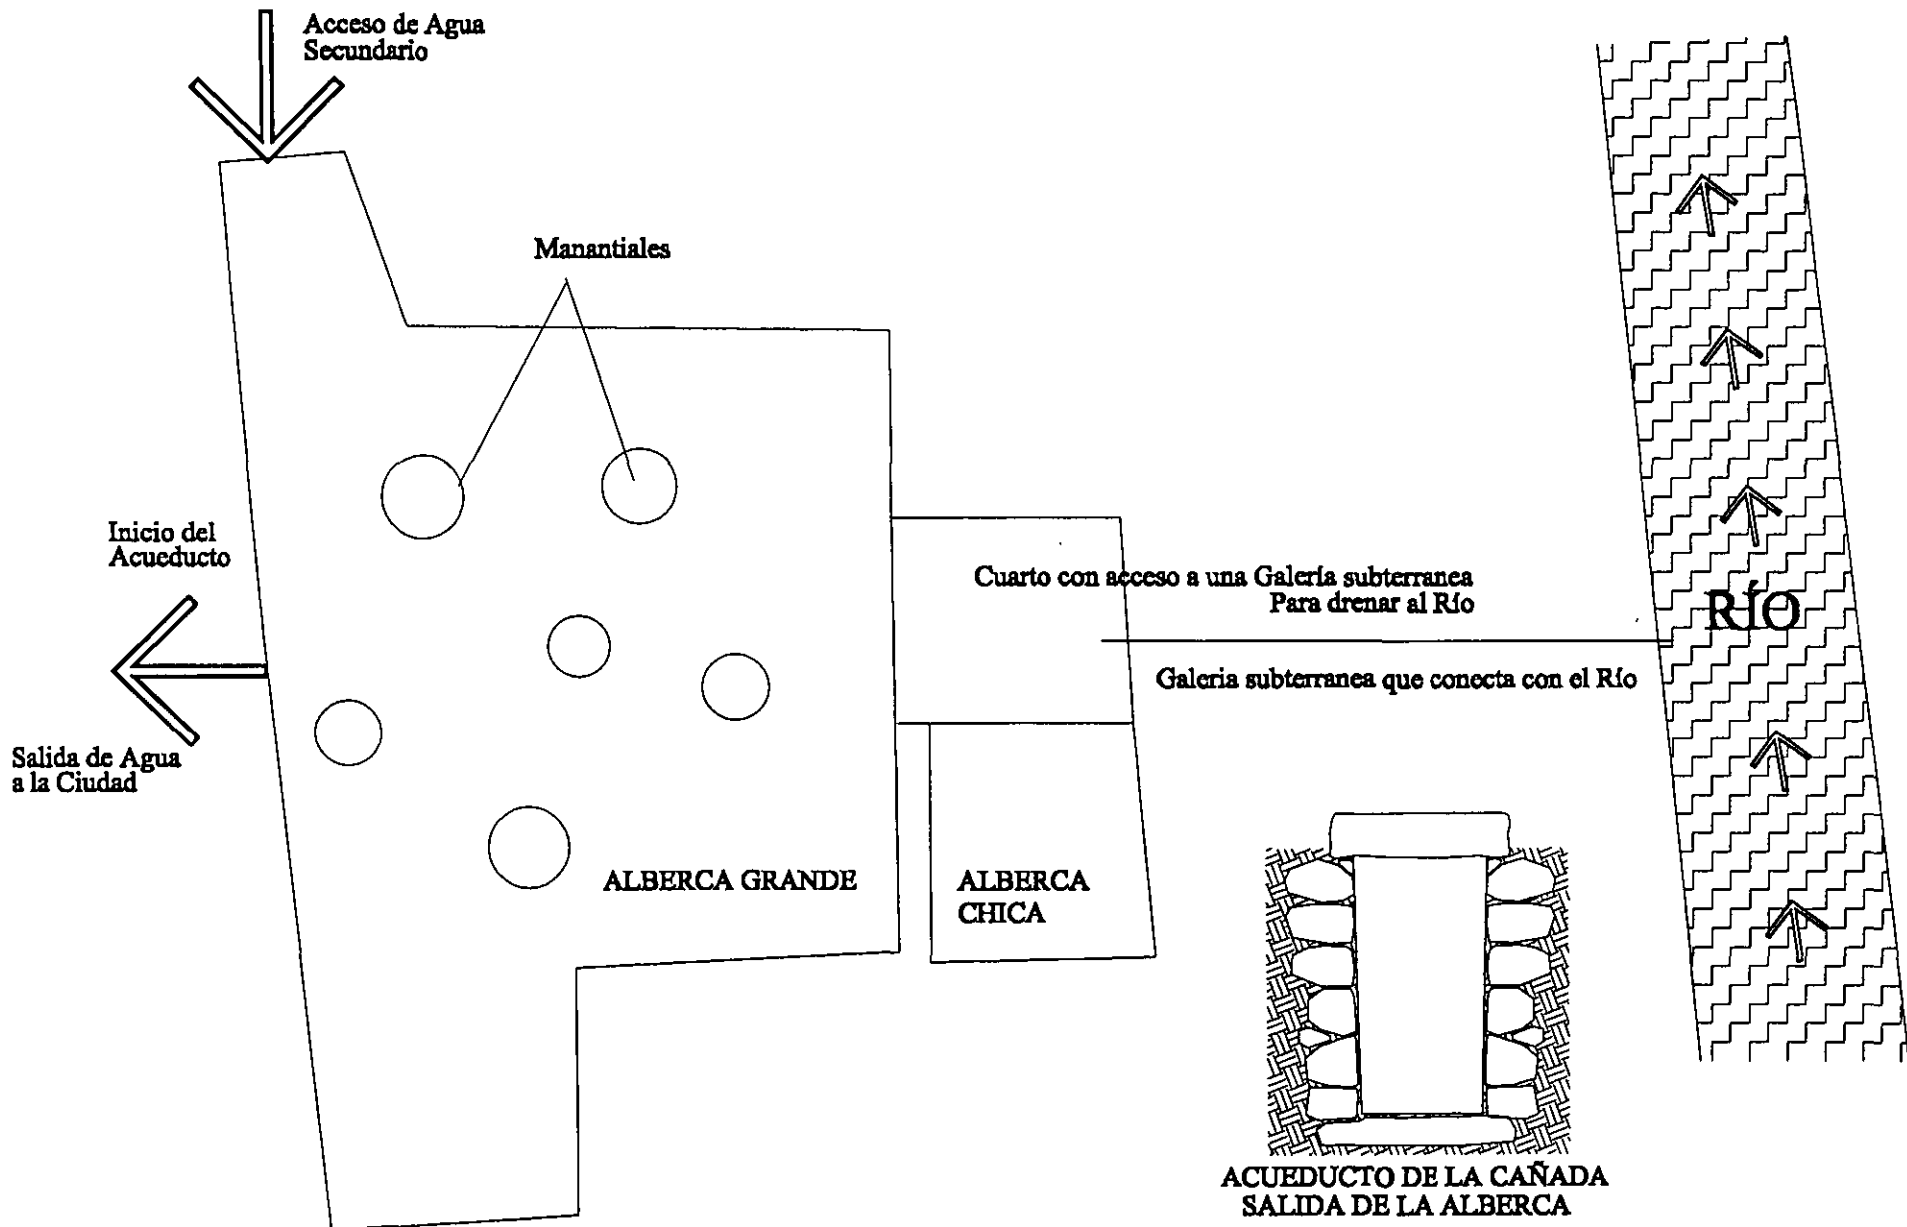 Acceso de Agua
Secundario
Manantiales
Inicio del
Acueducto
Cuarto con acceso a una Galería subterranea
Para drenar al Río
RÍO
Galeria subterranea que conecta con el Río
Salida de Agua
a la Ciudad
ALBERCA GRANDE
ALBERCA
CHICA
ACUEDUCTO DE LA CAÑADA
SALIDA DE LA ALBERCA